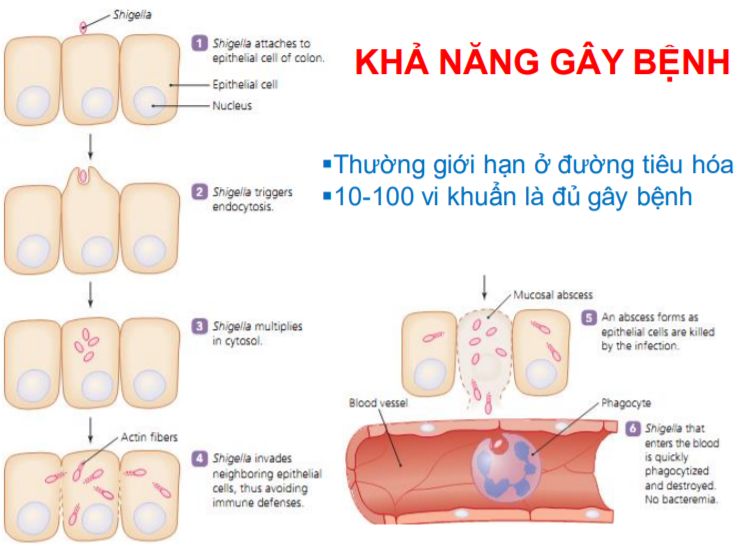 Shigella
1 Shigella attaches to
epithelial cell of colon.
Epithelial cell
Nucleus
KHẢ NĂNG GÂY BỆNH
▪Thường giới hạn ở đường tiêu hóa
▪10-100 vi khuẩn là đủ gây bệnh
2 Shigella triggers
endocytosis.
3 Shigella multiplies
in cytosol.
Actin fibers
4 Shigella invades
neighboring epithelial
cells, thus avoiding
immune defenses.
Mucosal abscess
5 An abscess forms as
epithelial cells are killed
by the infection.
Blood vessel
Phagocyte
6 Shigella that
enters the blood
is quickly
phagocytized
and destroyed.
No bacteremia.